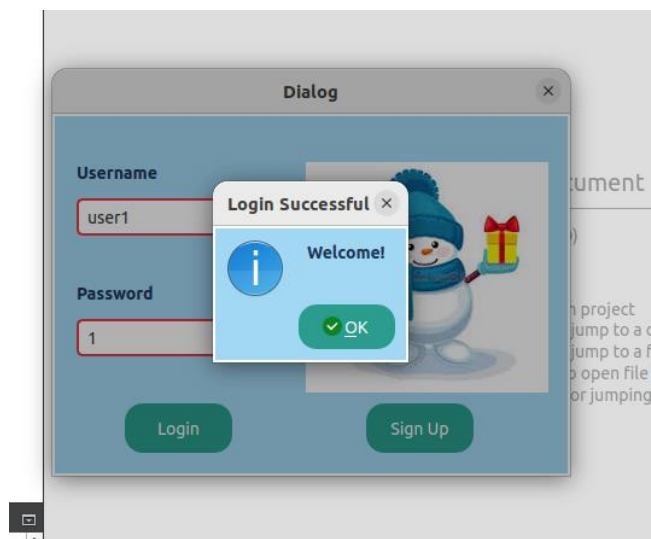 Dialog
Username
user1
Password
1
Login
Sign Up
Login Successful
Welcome!
OK
project
jump to a
jump to a
open file
or jumping